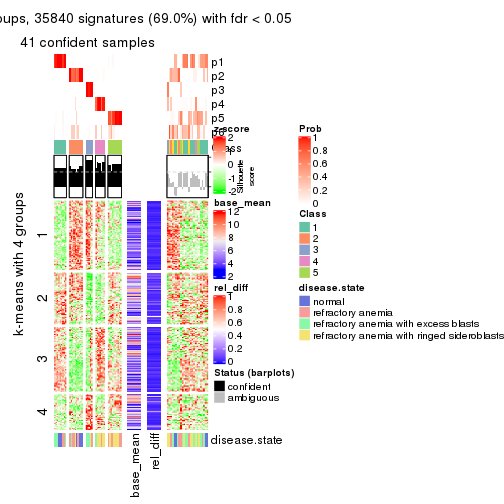 oups, 35840 signatures (69.0%) with fdr < 0.05
41 confident samples
p1
p2
p3
p4
p5
p6
Class
Silhouette
score
k-means with 4 groups
1
2
3
4
base_mean
rel_diff
disease.state
z-score
2
1
0
-1
-2
base_mean
12
10
8
6
4
2
rel_diff
1
0.8
0.6
0.4
0.2
0
Status (barplots)
confident
ambiguous
Prob
1
0.8
0.6
0.4
0.2
0
Class
1
2
3
4
5
disease.state
normal
refractory anemia
refractory anemia with excess blasts
refractory anemia with ringed sideroblasts